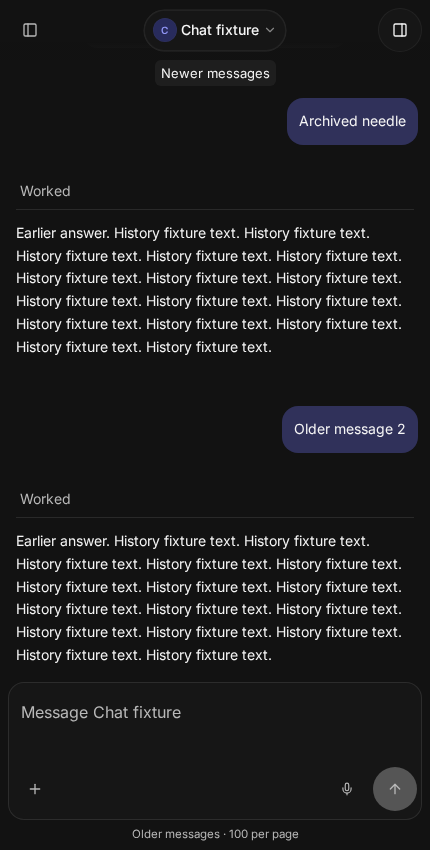 C Chat fixture
Newer messages
Archived needle
Worked
Earlier answer. History fixture text. History fixture text.
History fixture text. History fixture text. History fixture text.
History fixture text. History fixture text. History fixture text.
History fixture text. History fixture text. History fixture text.
History fixture text. History fixture text. History fixture text.
History fixture text. History fixture text.
Older message 2
Worked
Earlier answer. History fixture text. History fixture text.
History fixture text. History fixture text. History fixture text.
History fixture text. History fixture text. History fixture text.
History fixture text. History fixture text. History fixture text.
History fixture text. History fixture text. History fixture text.
History fixture text. History fixture text.
Message Chat fixture
Older messages · 100 per page